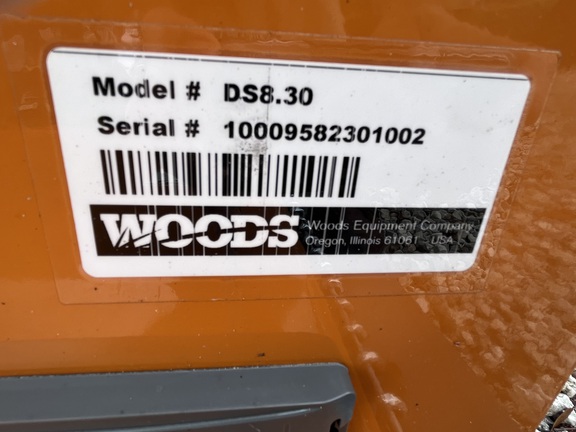 Model # DS8.30
Serial # 10009582301002
WOODS
Woods Equipment Company
Oregon, Illinois 61061 USA